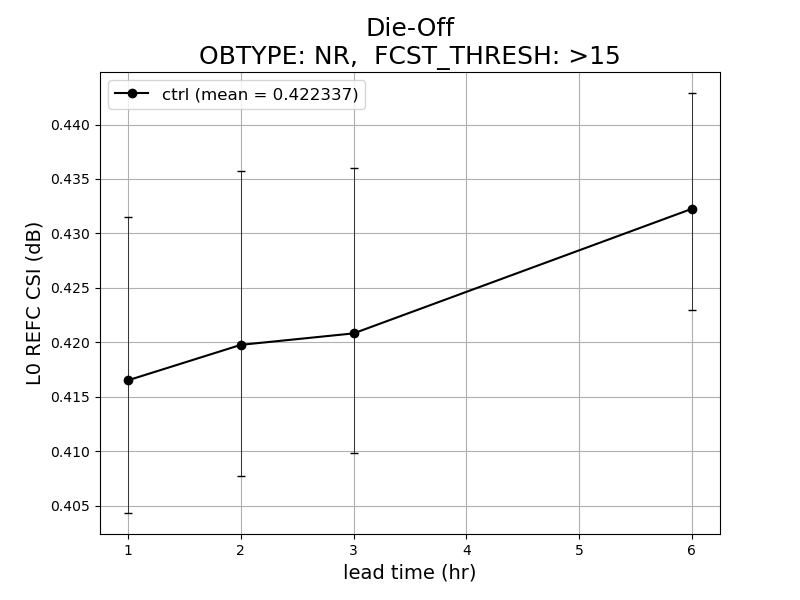 Die-Off
OBTYPE: NR,  FCST_THRESH: >15
ctrl (mean = 0.422337)
L0 REFC CSI (dB)
0.440
0.435
0.430
0.425
0.420
0.415
0.410
0.405
1 2 3 4 5 6
lead time (hr)